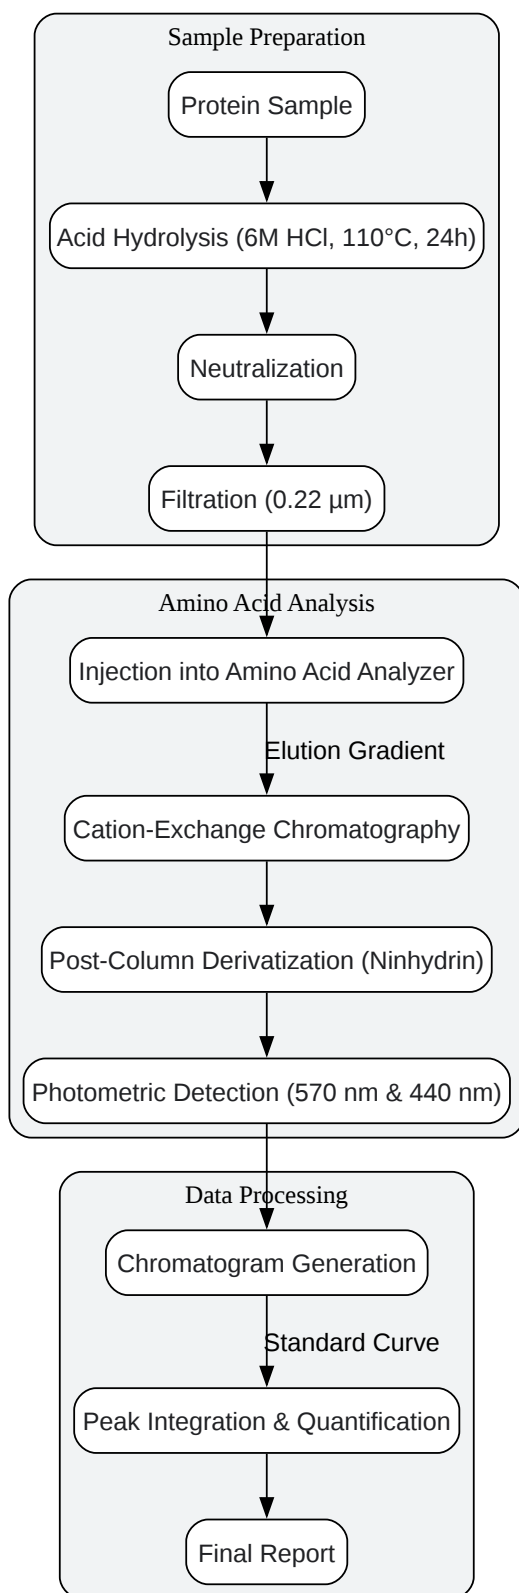 Sample Preparation
Protein Sample
Acid Hydrolysis (6M HCl, 110°C, 24h)
Neutralization
Filtration (0.22 µm)
Amino Acid Analysis
Injection into Amino Acid Analyzer
Elution Gradient
Cation-Exchange Chromatography
Post-Column Derivatization (Ninhydrin)
Photometric Detection (570 nm & 440 nm)
Data Processing
Chromatogram Generation
Standard Curve
Peak Integration & Quantification
Final Report